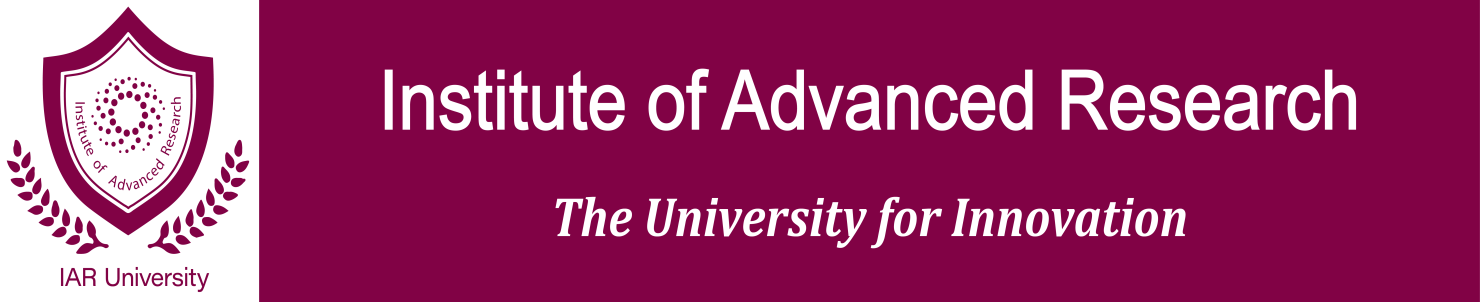 Institute of Advanced Research
IAR University
Institute of Advanced Research
The University for Innovation